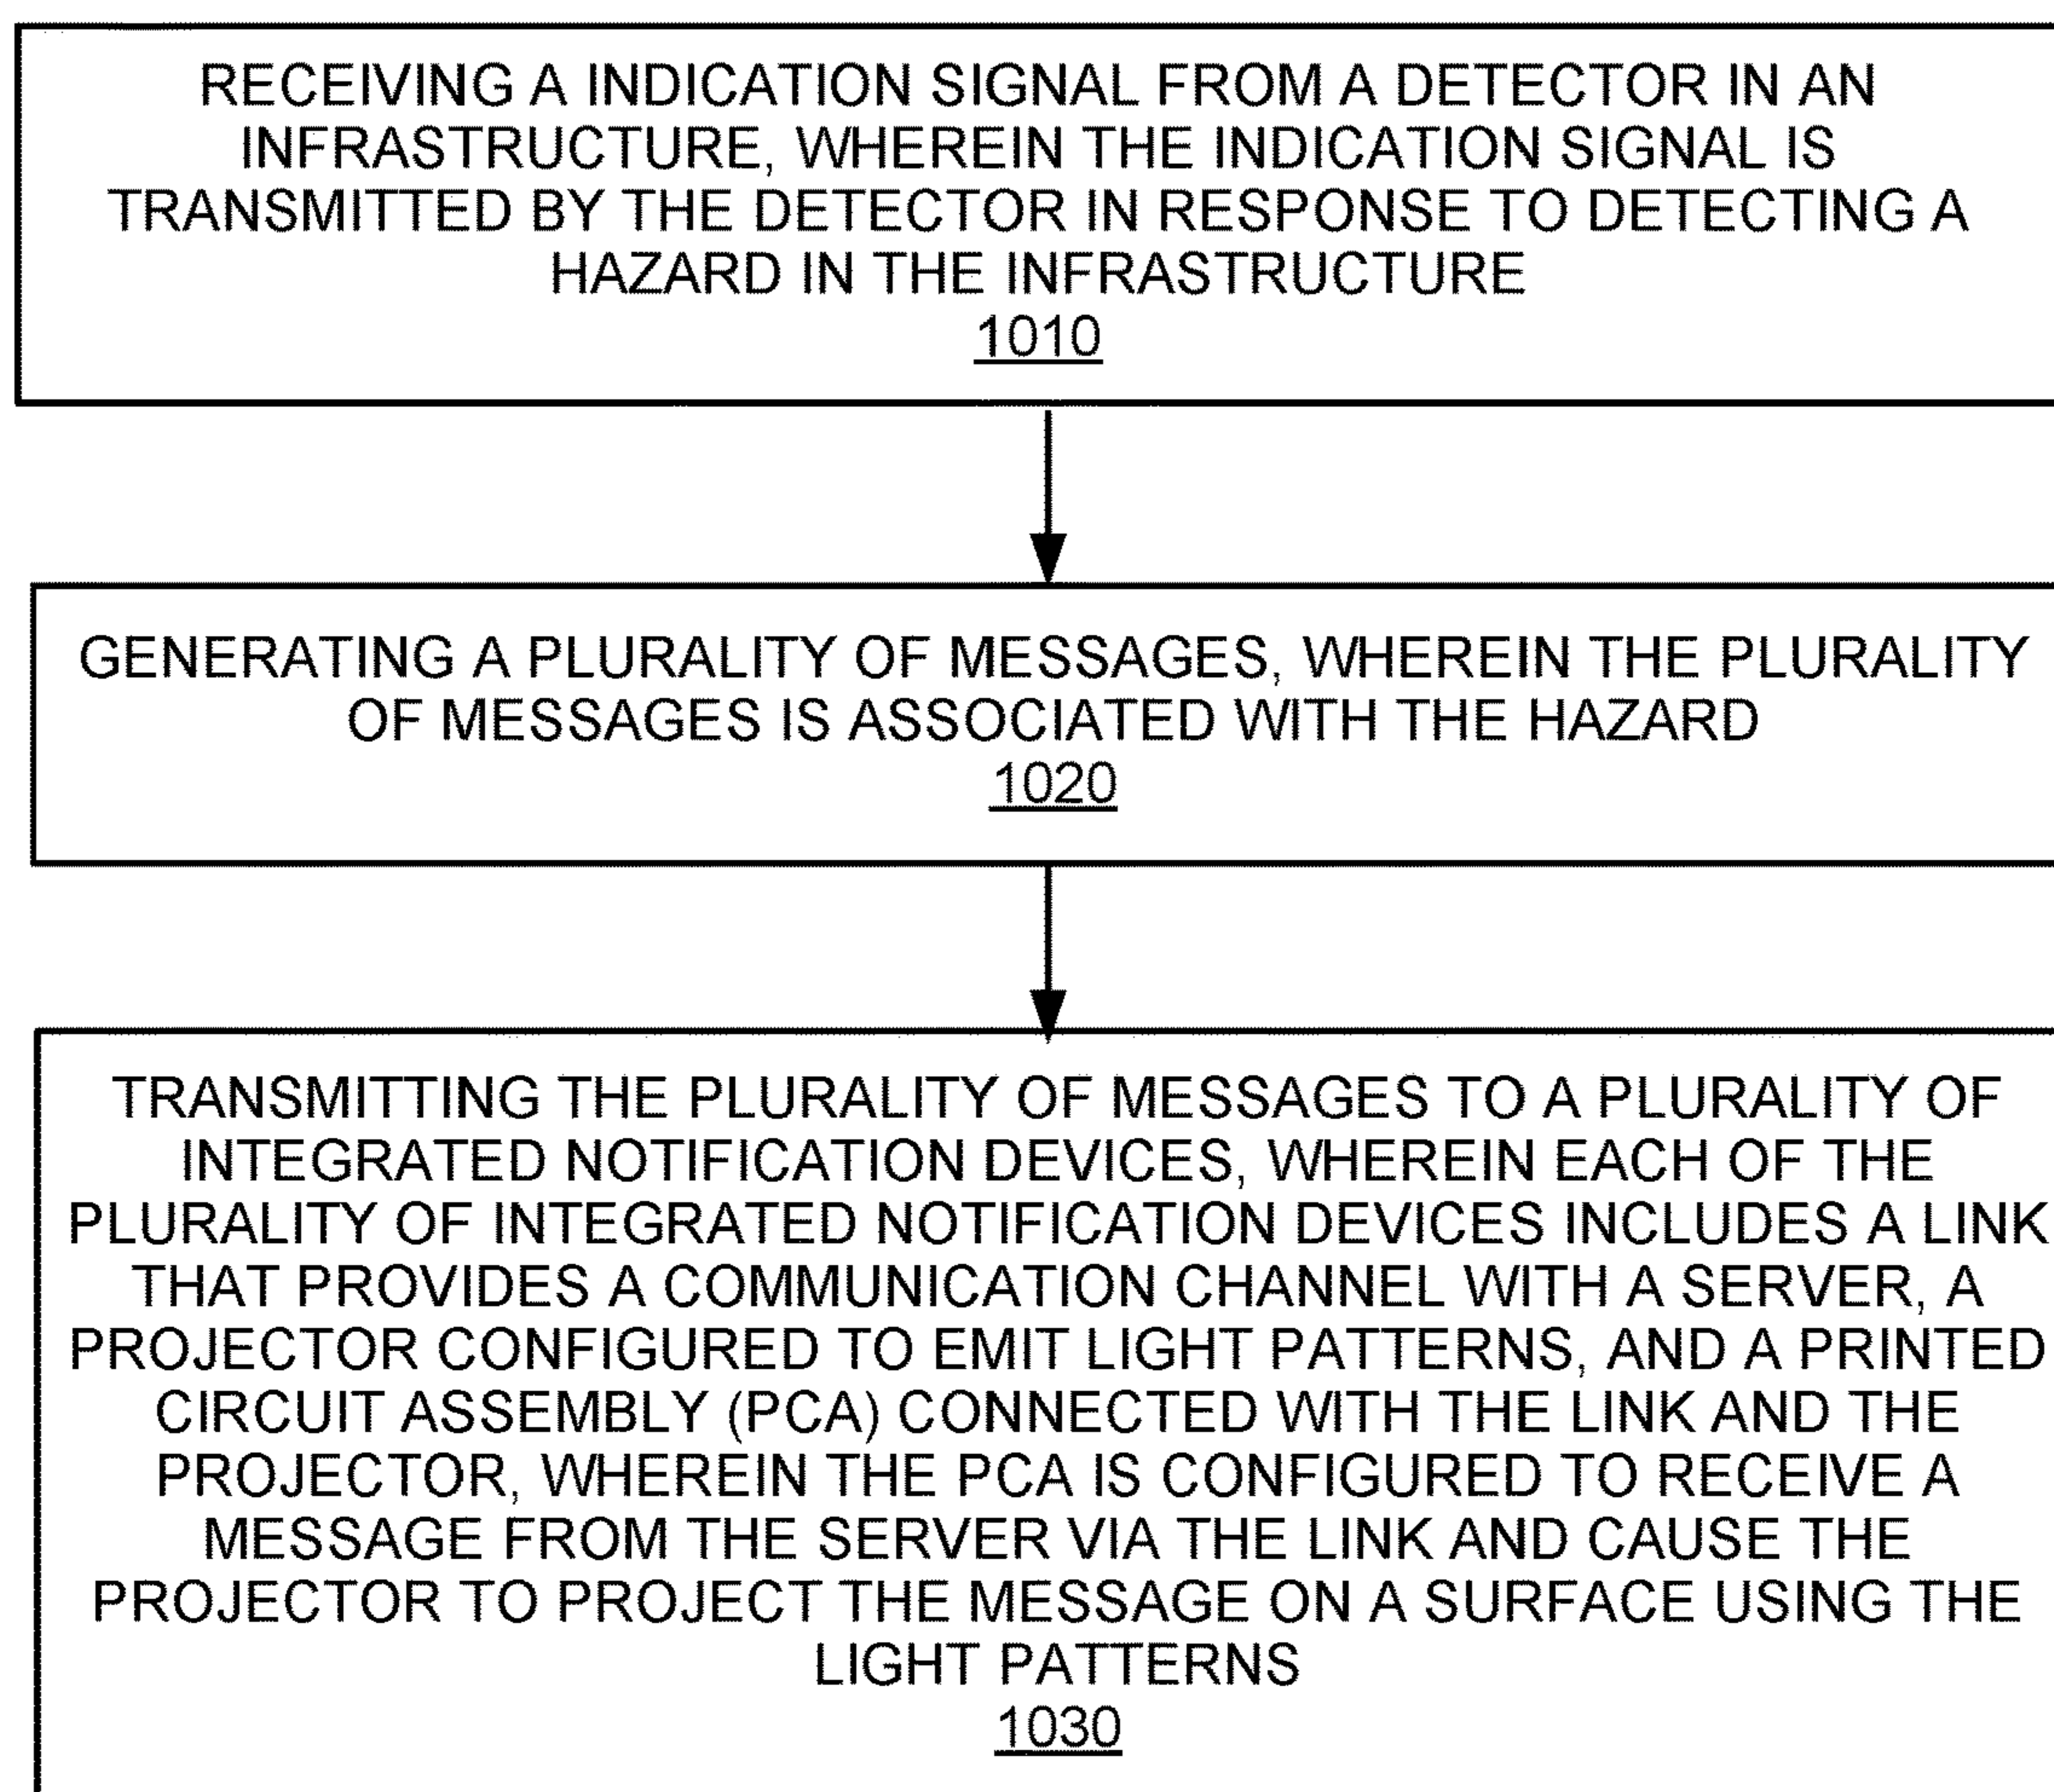 RECEIVING A INDICATION SIGNAL FROM A DETECTOR IN AN
INFRASTRUCTURE, WHEREIN THE INDICATION SIGNAL IS
TRANSMITTED BY THE DETECTOR IN RESPONSE TO DETECTING A
HAZARD IN THE INFRASTRUCTURE
1010
GENERATING A PLURALITY OF MESSAGES, WHEREIN THE PLURALITY
OF MESSAGES IS ASSOCIATED WITH THE HAZARD
1020
TRANSMITTING THE PLURALITY OF MESSAGES TO A PLURALITY OF
INTEGRATED NOTIFICATION DEVICES, WHEREIN EACH OF THE
PLURALITY OF INTEGRATED NOTIFICATION DEVICES INCLUDES A LINK
THAT PROVIDES A COMMUNICATION CHANNEL WITH A SERVER, A
PROJECTOR CONFIGURED TO EMIT LIGHT PATTERNS, AND A PRINTED
CIRCUIT ASSEMBLY (PCA) CONNECTED WITH THE LINK AND THE
PROJECTOR, WHEREIN THE PCA IS CONFIGURED TO RECEIVE A
MESSAGE FROM THE SERVER VIA THE LINK AND CAUSE THE
PROJECTOR TO PROJECT THE MESSAGE ON A SURFACE USING THE
LIGHT PATTERNS
1030